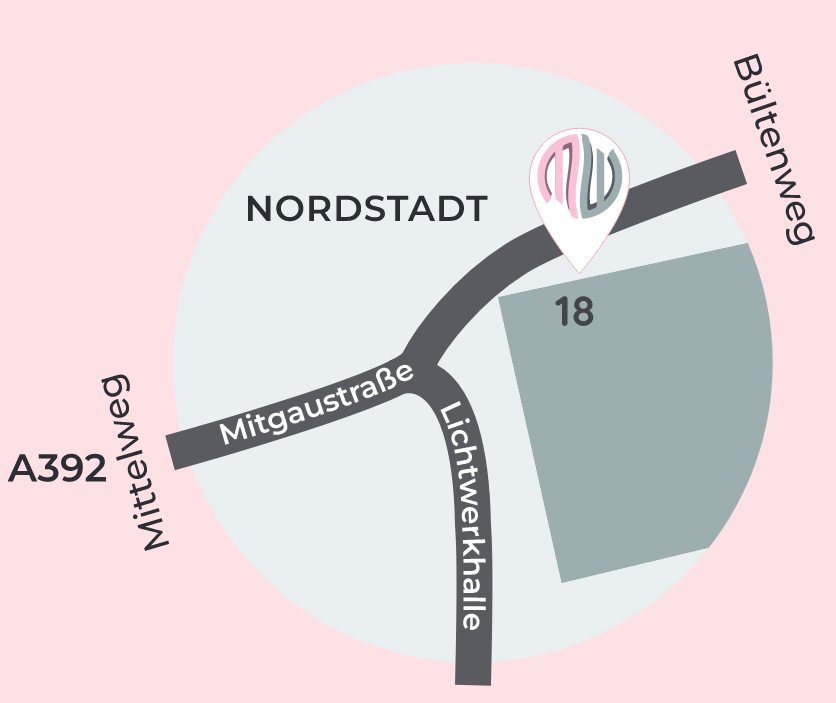 Bültenweg
NORDSTADT
18
Mitgaustraße
Mittelweg
A392
Lichtwerkhalle